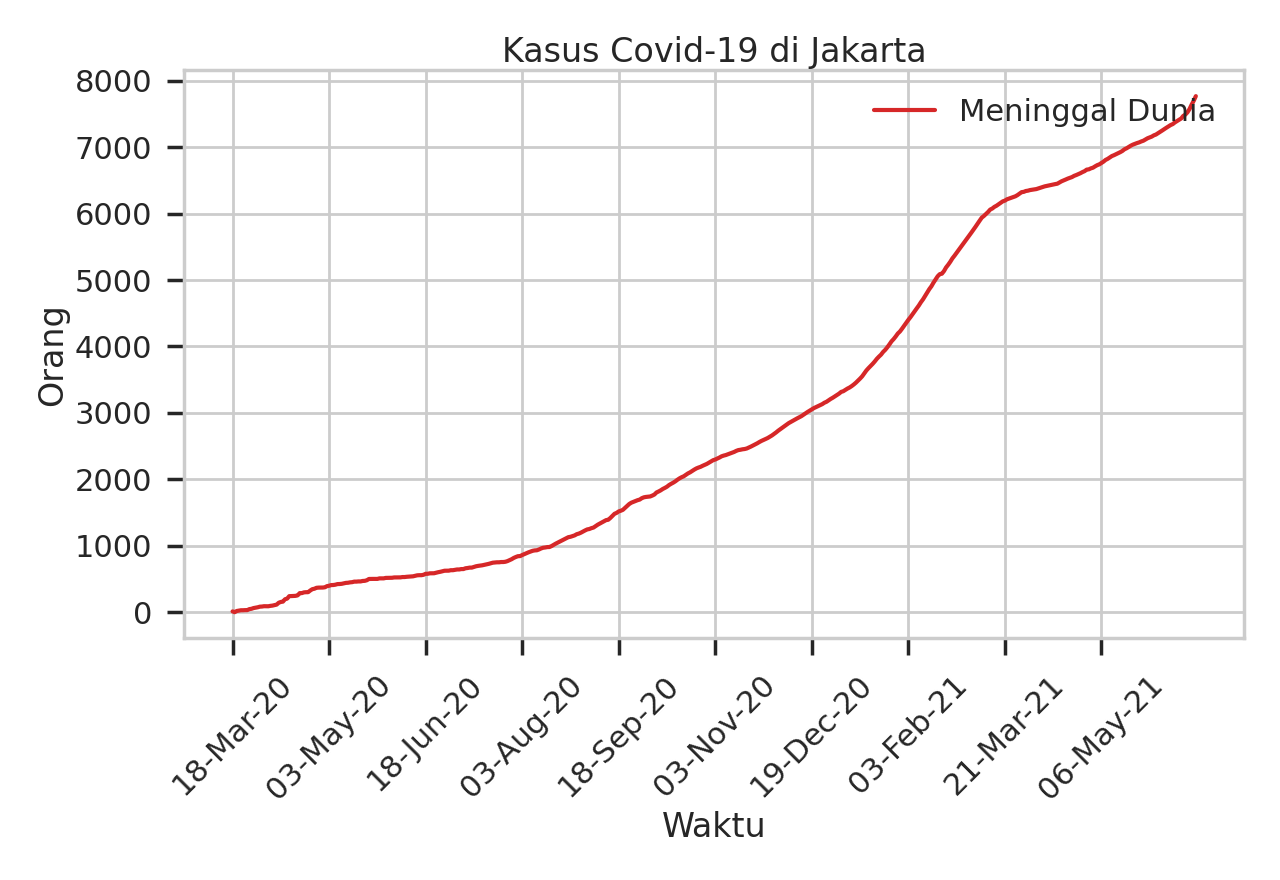 Kasus Covid-19 di Jakarta
Meninggal Dunia
8000
7000
6000
5000
4000
3000
2000
1000
0
Orang
18-Mar-20
03-May-20
18-Jun-20
03-Aug-20
18-Sep-20
03-Nov-20
19-Dec-20
03-Feb-21
21-Mar-21
06-May-21
Waktu